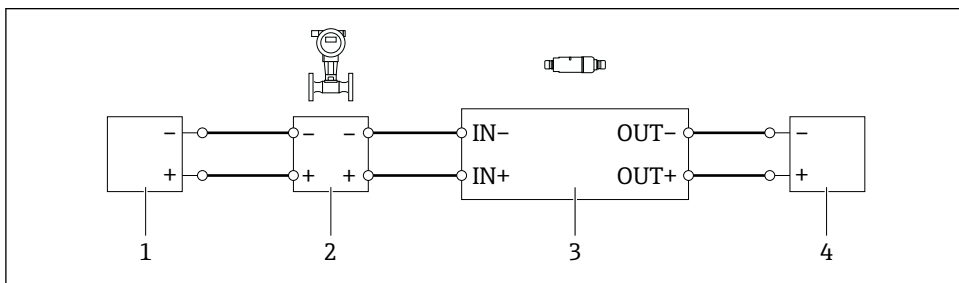 − − − IN− OUT− −
+ + + IN+ OUT+ +
1 2 3 4